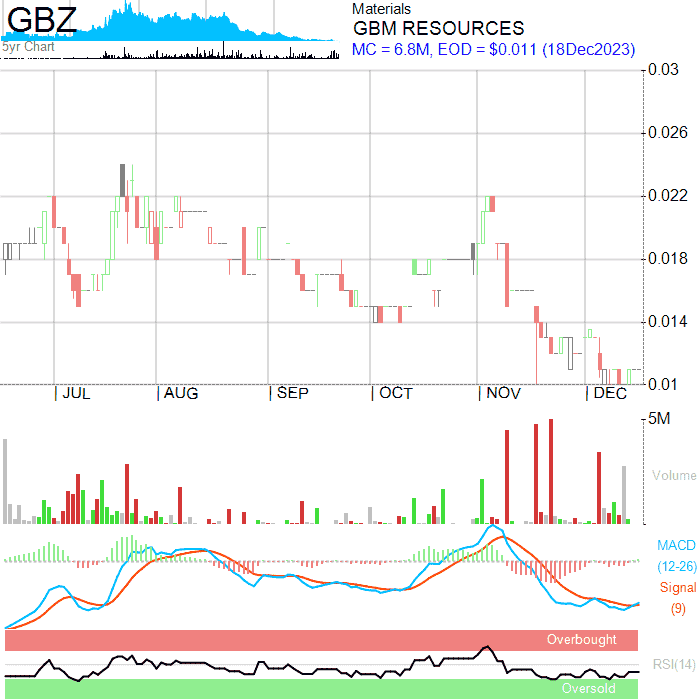 GBZ
5yr Chart
Materials
GBM RESOURCES
MC = 6.8M, EOD = $0.011 (18Dec2023)
0.03
0.026
0.022
0.018
0.014
0.01
JUL AUG SEP OCT NOV DEC
5M
Volume
MACD
(12-26)
Signal
(9)
Overbought
RSI(14)
Oversold